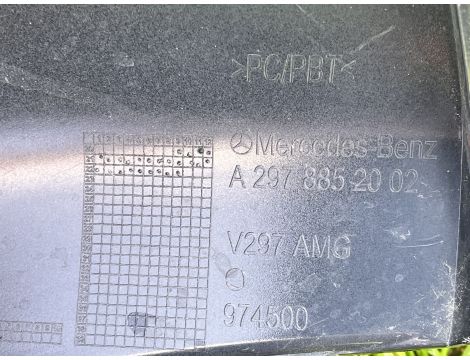 >PC/PBT<
Mercedes-Benz
A 297 885 20 02
V297 AMG
974500